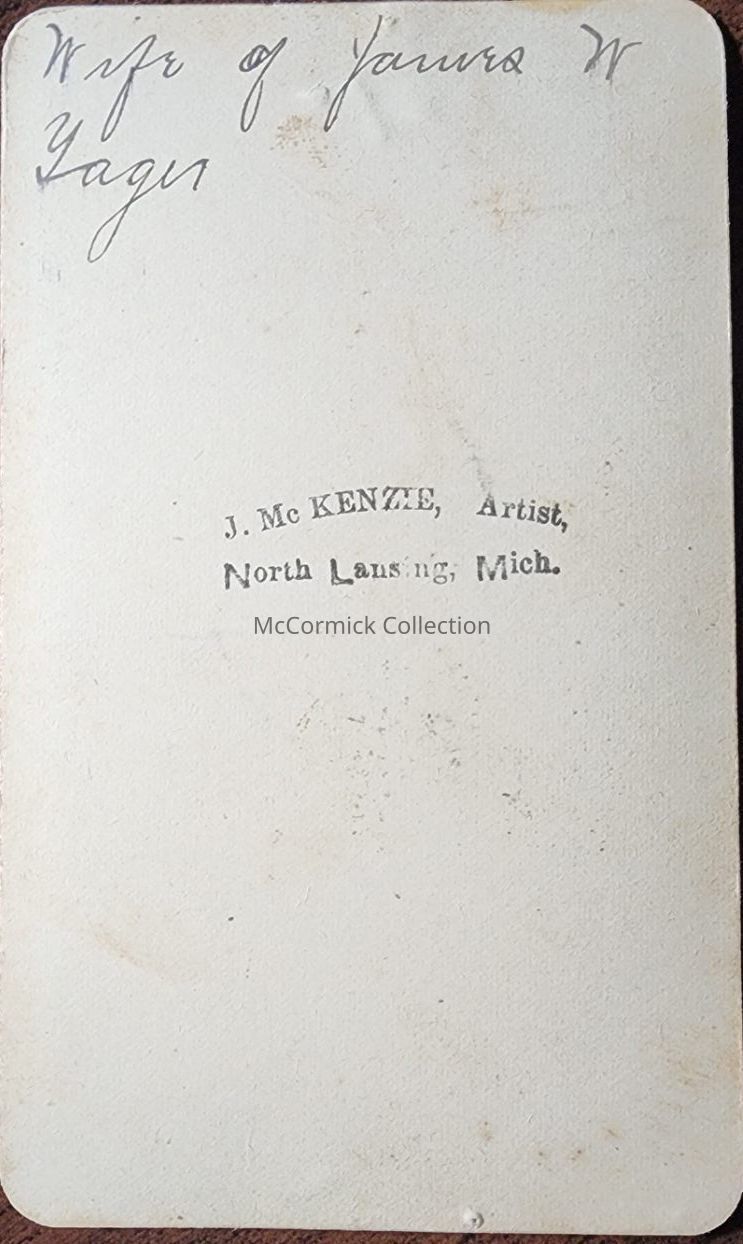 Wife of James W
Yager
J. Mc KENZIE, Artist,
North Lansing, Mich.
McCormick Collection